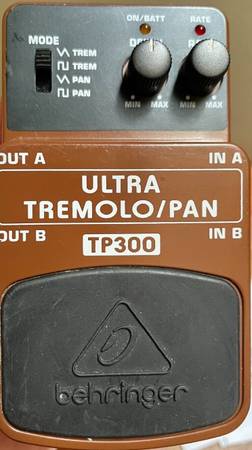 ON/BATT RATE
MODE
TREM
TREM
PAN
PAN
MIN MAX MIN MAX
OUT A IN A
ULTRA
TREMOLO/PAN
OUT B IN B
TP300
behringer